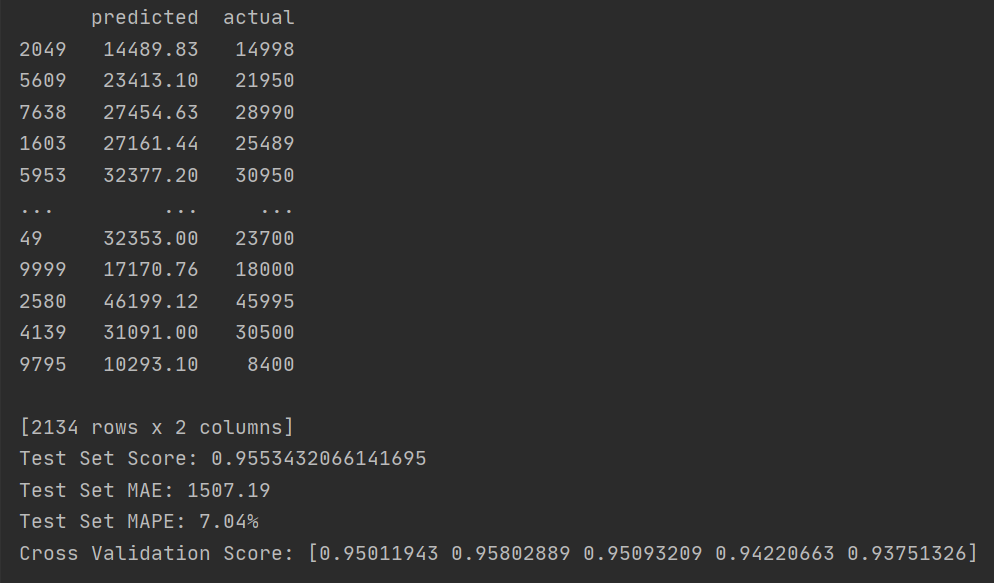 predicted  actual
2049   14489.83   14998
5609   23413.10   21950
7638   27454.63   28990
1603   27161.44   25489
5953   32377.20   30950
...         ...     ...
49     32353.00   23700
9999   17170.76   18000
2580   46199.12   45995
4139   31091.00   30500
9795   10293.10    8400
[2134 rows x 2 columns]
Test Set Score: 0.9553432066141695
Test Set MAE: 1507.19
Test Set MAPE: 7.04%
Cross Validation Score: [0.95011943 0.95802889 0.95093209 0.94220663 0.93751326]